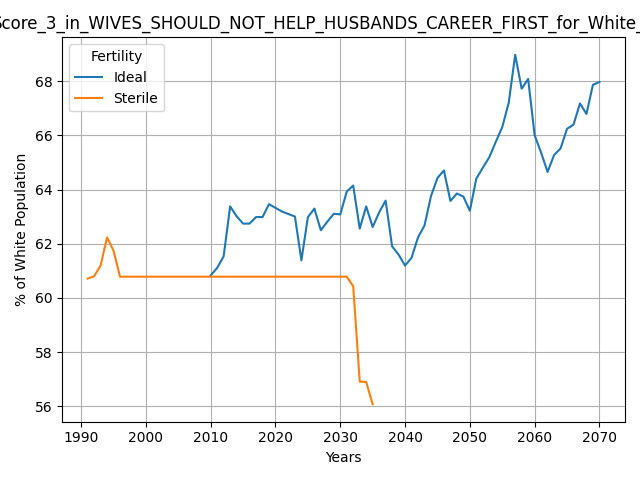 Score_3_in_WIVES_SHOULD_NOT_HELP_HUSBANDS_CAREER_FIRST_for_White_
Fertility
Ideal
Sterile
% of White Population
68
66
64
62
60
58
56
1990 2000 2010 2020 2030 2040 2050 2060 2070
Years